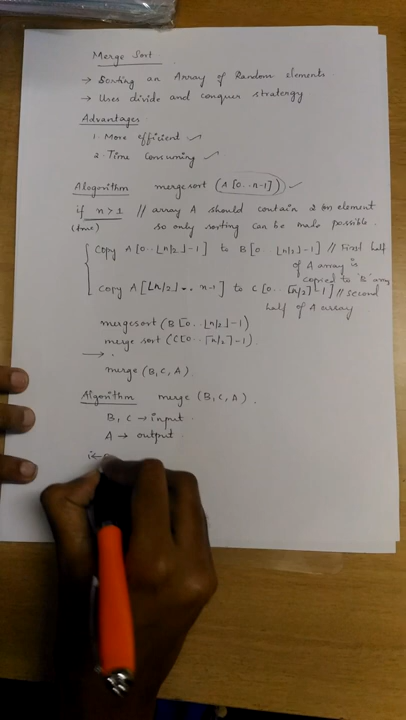 Merge Sort
→ Sorting an Array of Random elements
→ Uses divide and conquer stratergy
Advantages
1. More efficient ✓
2. Time Consuming ✓
Alogorithm mergesort (A[0..n-1]) ✓
if n>1 // array A should contain 2 or element
(true) so only sorting can be made possible.
Copy A[0..⌊n/2⌋-1] to B[0 ⌊n/2⌋-1] // First half
of A array is
copied to 'B' array
Copy A[⌊n/2⌋.. n-1] to C[0..⌈n/2⌉-1] // second
half of A array
mergesort (B[0..⌊n/2⌋-1)
merge sort (C[0..⌈n/2⌉-1)
→ .
merge (B,C,A).
Algorithm merge (B,C,A).
B, C → input
A → output
i←